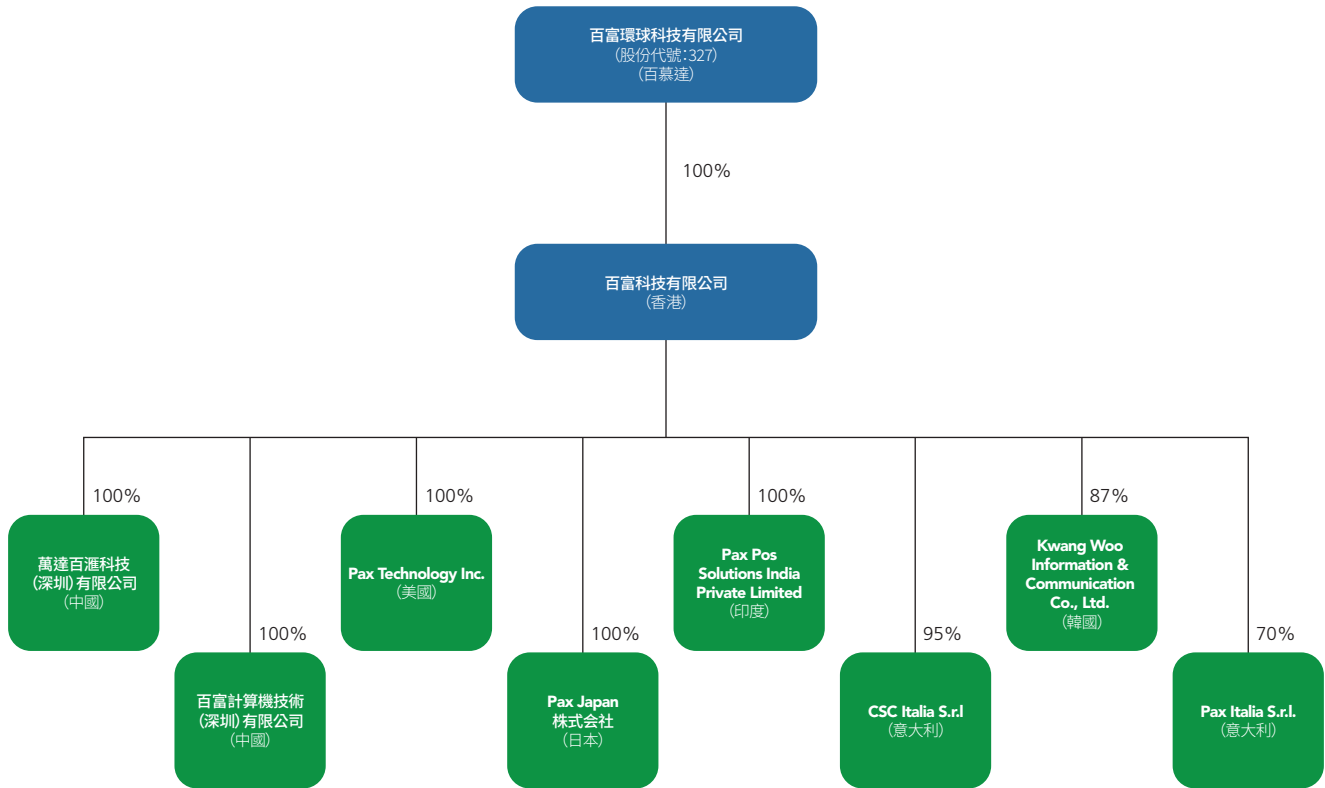 百富環球科技有限公司
(股份代號：327)
(百慕達)
100%
百富科技有限公司
(香港)
100%
萬達百滙科技
(深圳)有限公司
(中國)
100%
百富計算機技術
(深圳)有限公司
(中國)
100%
Pax Technology Inc.
(美國)
100%
Pax Japan
株式会社
(日本)
100%
Pax Pos
Solutions India
Private Limited
(印度)
95%
CSC Italia S.r.l
(意大利)
87%
Kwang Woo
Information &
Communication
Co., Ltd.
(韓國)
70%
Pax Italia S.r.l.
(意大利)